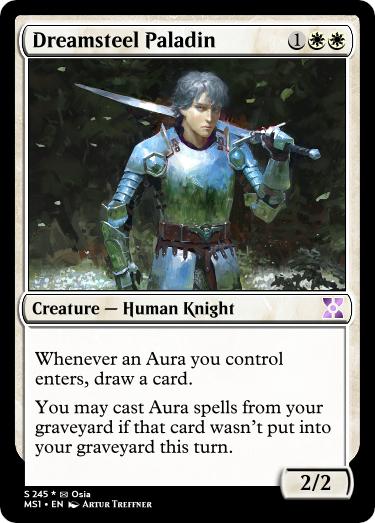 Dreamsteel Paladin 1
Creature — Human Knight
Whenever an Aura you control
enters, draw a card.
You may cast Aura spells from your
graveyard if that card wasn't put into
your graveyard this turn.
2/2
S 245 * Osia
MS1 • EN Artur Treffner